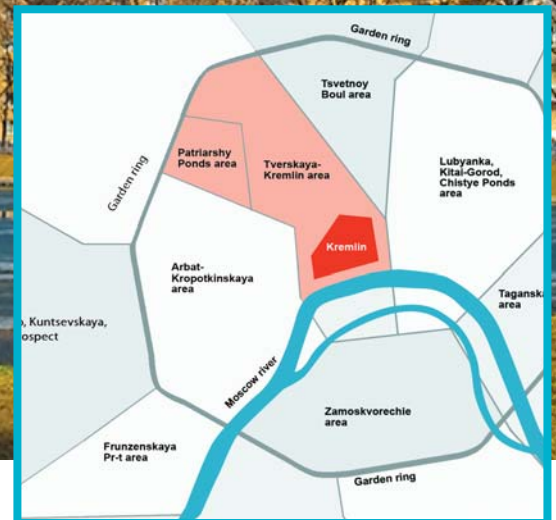 Garden ring
Tsvetnoy
Boul area
Patriarshy
Ponds area
Tverskaya-
Kremlin area
Lubyanka,
Kitai-Gorod,
Chistye Ponds
area
Garden ring
Kremlin
Arbat-
Kropotkinskaya
area
Taganska
area
, Kuntsevskaya,
ospect
Moscow river
Zamoskvorechie
area
Frunzenskaya
Pr-t area
Garden ring